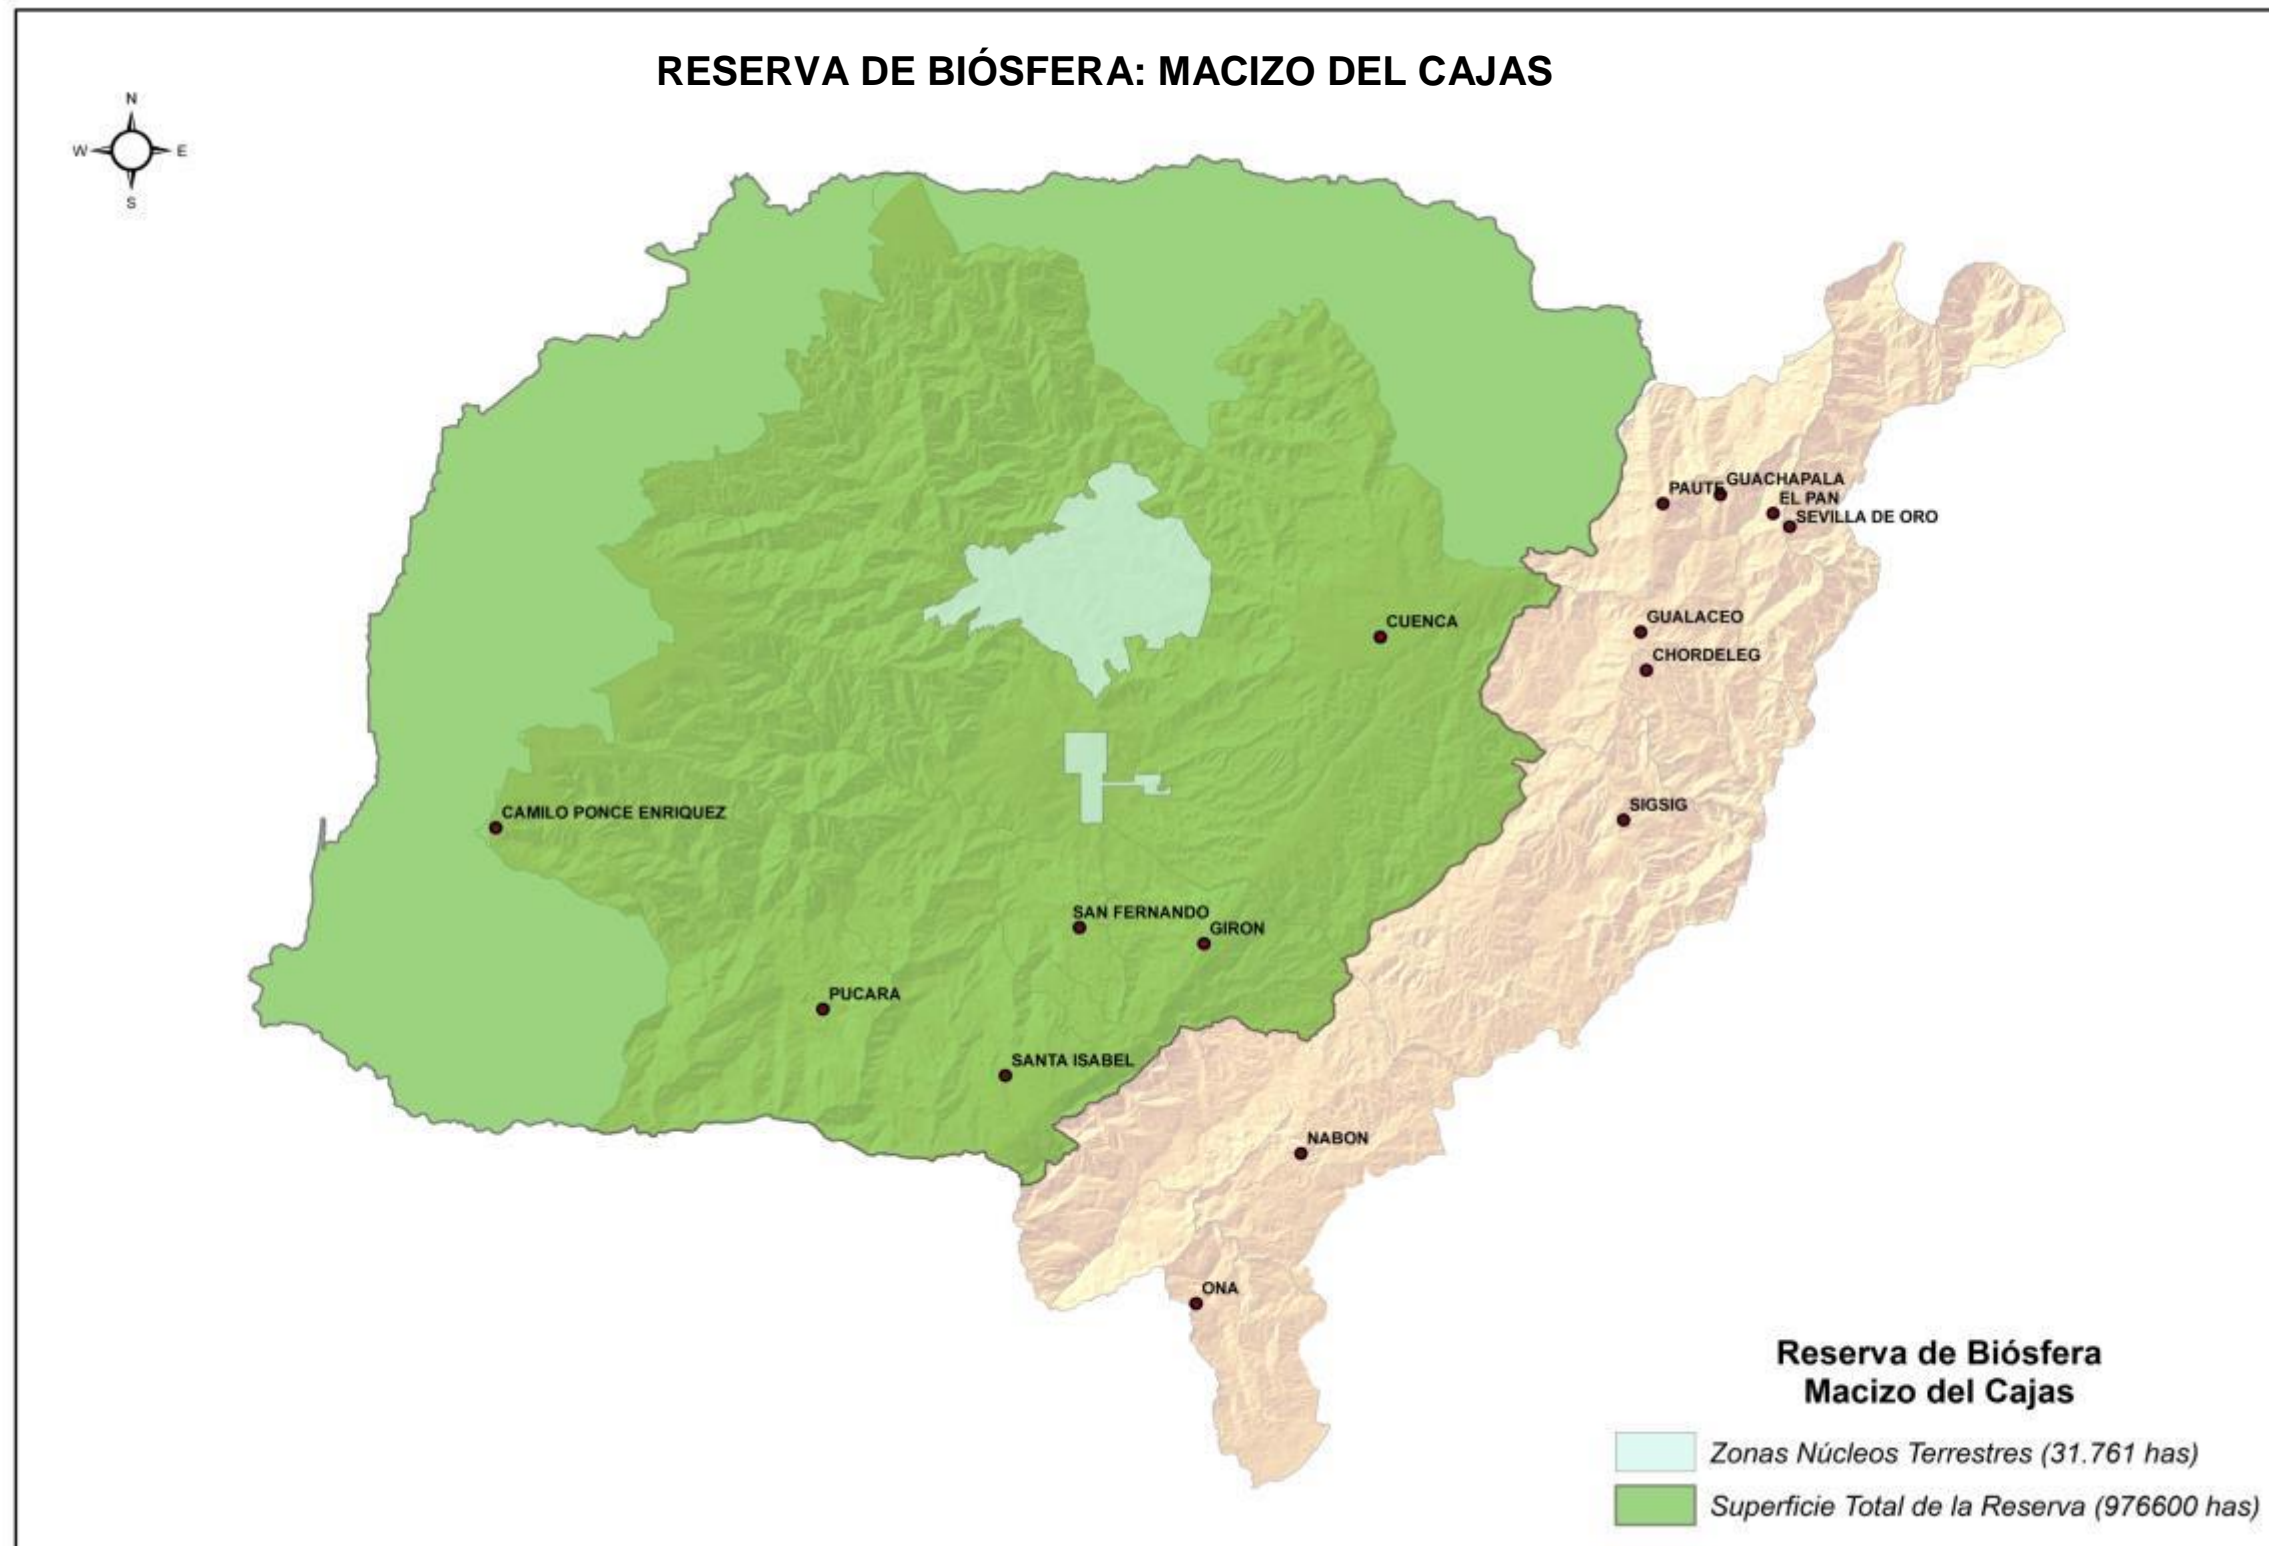 RESERVA DE BIÓSFERA: MACIZO DEL CAJAS
N
W E
S
GUACHAPALA
PAUTE
EL PAN
SEVILLA DE ORO
GUALACEO
CUENCA
CHORDELEG
SIGSIG
CAMILO PONCE ENRIQUEZ
SAN FERNANDO
GIRON
PUCARA
SANTA ISABEL
NABON
ONA
Reserva de Biósfera
Macizo del Cajas
Zonas Núcleos Terrestres (31.761 has)
Superficie Total de la Reserva (976600 has)